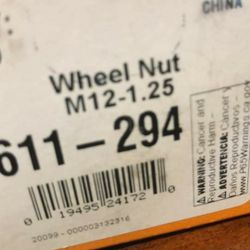 CHINA
Wheel Nut
M12-1.25
611-294
0 19495 24172 0
20099 -000003132316
WARNING: Cancer and
Reproductive Harm -
ADVERTENCIA: Cancer y
Daños Reproductivos -
www.P65Warnings.ca.gov